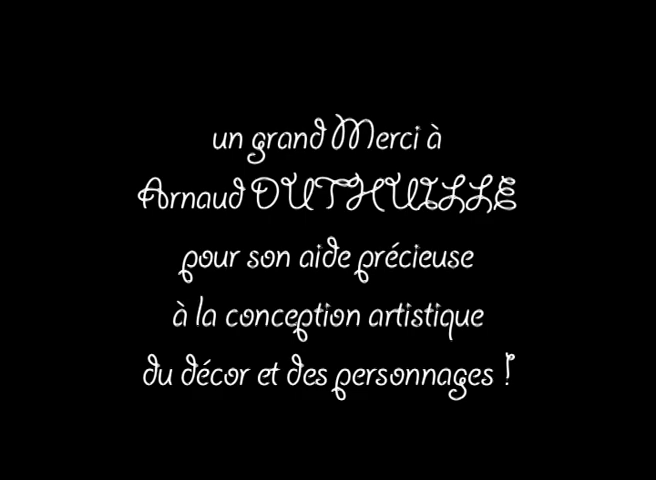 un grand Merci à
Arnaud OUTHUILLE
pour son aide précieuse
à la conception artistique
du décor et des personnages !